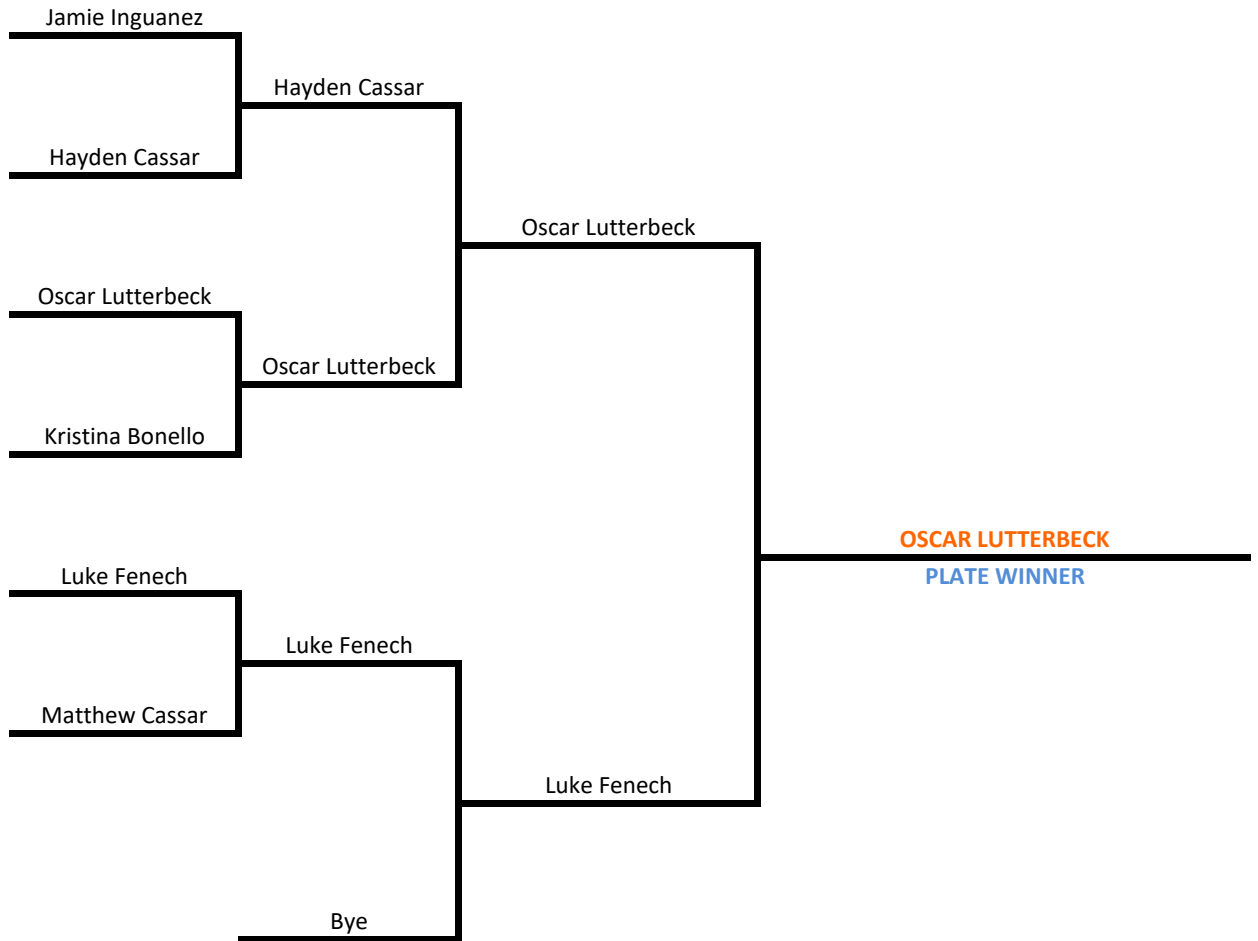 Jamie Inguanez
Hayden Cassar
Hayden Cassar
Oscar Lutterbeck
Oscar Lutterbeck
Oscar Lutterbeck
Kristina Bonello
OSCAR LUTTERBECK
PLATE WINNER
Luke Fenech
Luke Fenech
Matthew Cassar
Luke Fenech
Bye